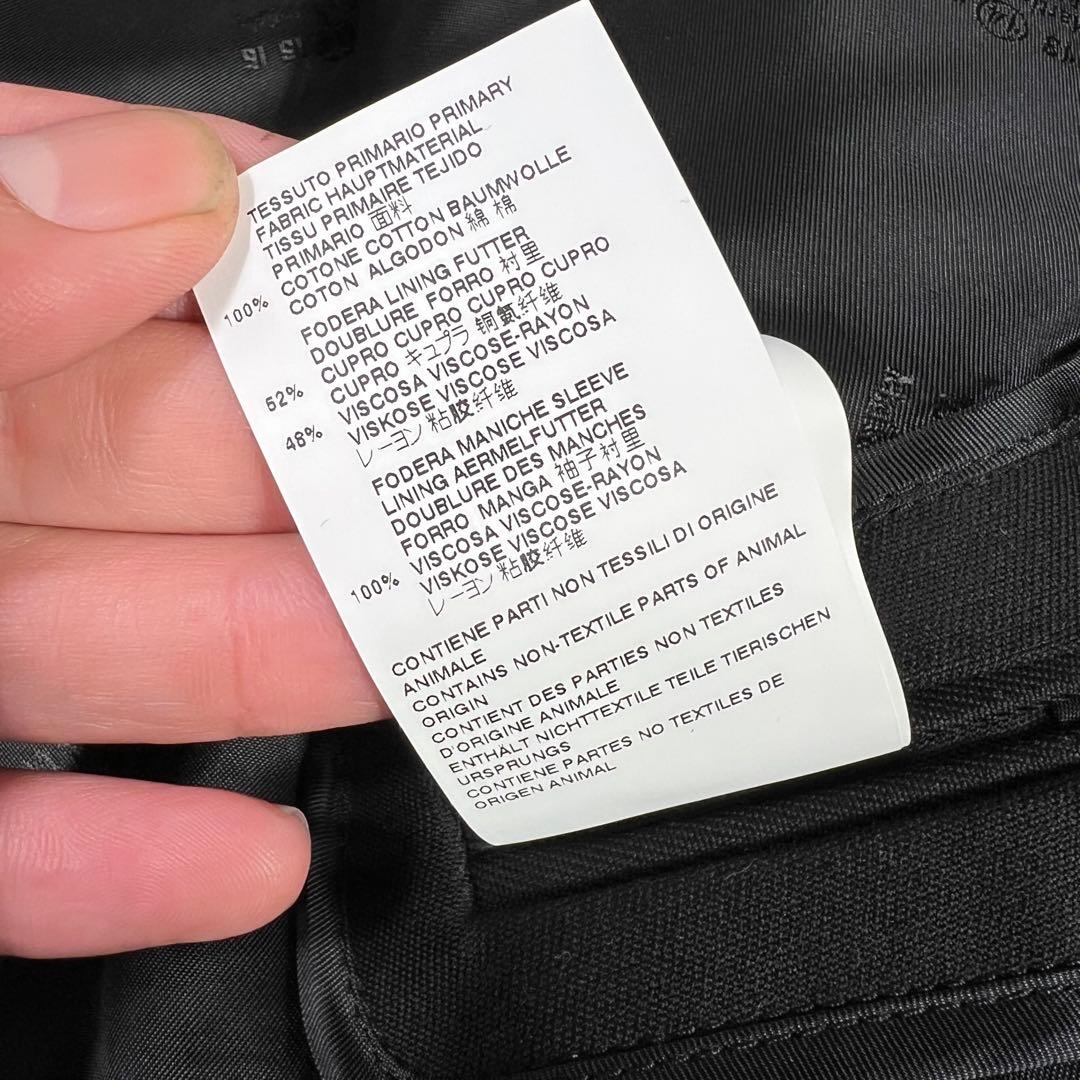 TESSUTO PRIMARIO PRIMARY
FABRIC HAUPTMATERIAL
TISSU PRIMAIRE TEJIDO
PRIMARIO 面料
COTONE COTTON BAUMWOLLE
100% COTON ALGODON 綿 棉
FODERA LINING FUTTER
DOUBLURE FORRO 衬里
CUPRO CUPRO CUPRO CUPRO
52% CUPRO キュプラ 铜氨纤维
VISCOSA VISCOSE-RAYON
48% VISKOSE VISCOSE VISCOSA
レーヨン 粘胶纤维
FODERA MANICHE SLEEVE
LINING AERMELFUTTER
DOUBLURE DES MANCHES
FORRO MANGA 袖子衬里
VISCOSA VISCOSE-RAYON
100% VISKOSE VISCOSE VISCOSA
レーヨン 粘胶纤维
CONTIENE PARTI NON TESSILI DI ORIGINE
ANIMALE
CONTAINS NON-TEXTILE PARTS OF ANIMAL
ORIGIN
CONTIENT DES PARTIES NON TEXTILES
D'ORIGINE ANIMALE
ENTHÄLT NICHTTEXTILE TEILE TIERISCHEN
URSPRUNGS
CONTIENE PARTES NO TEXTILES DE
ORIGEN ANIMAL